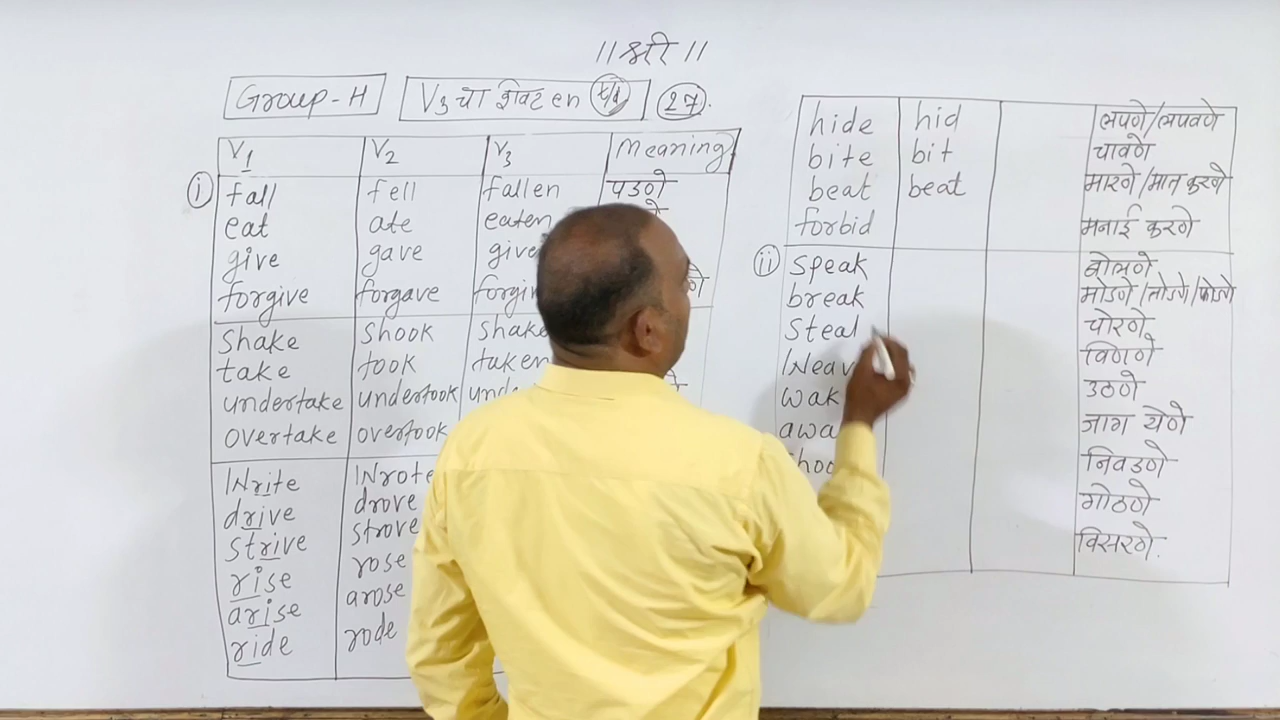 ॥ श्री ॥
Group-H
V3 चा शेवट en
27.
V1 V2 V3 Meaning
i fall fell fallen पडणे
eat ate eaten
give gave
forgive forgave
Shake Shook
take took taken
undertake undertook
overtake overtook
Write Wrote
drive drove
strive strove
rise rose
arise arose
ride rode
hide hid लपणे/लपवणे
bite bit चावणे
beat beat मारणे/मात करणे
forbid मनाई करणे
ii Speak बोलणे
break मोडणे/तोडणे/फोडणे
Steal चोरणे
विणणे
उठणे
जाग येणे
निवडणे
गोठणे
विसरणे.